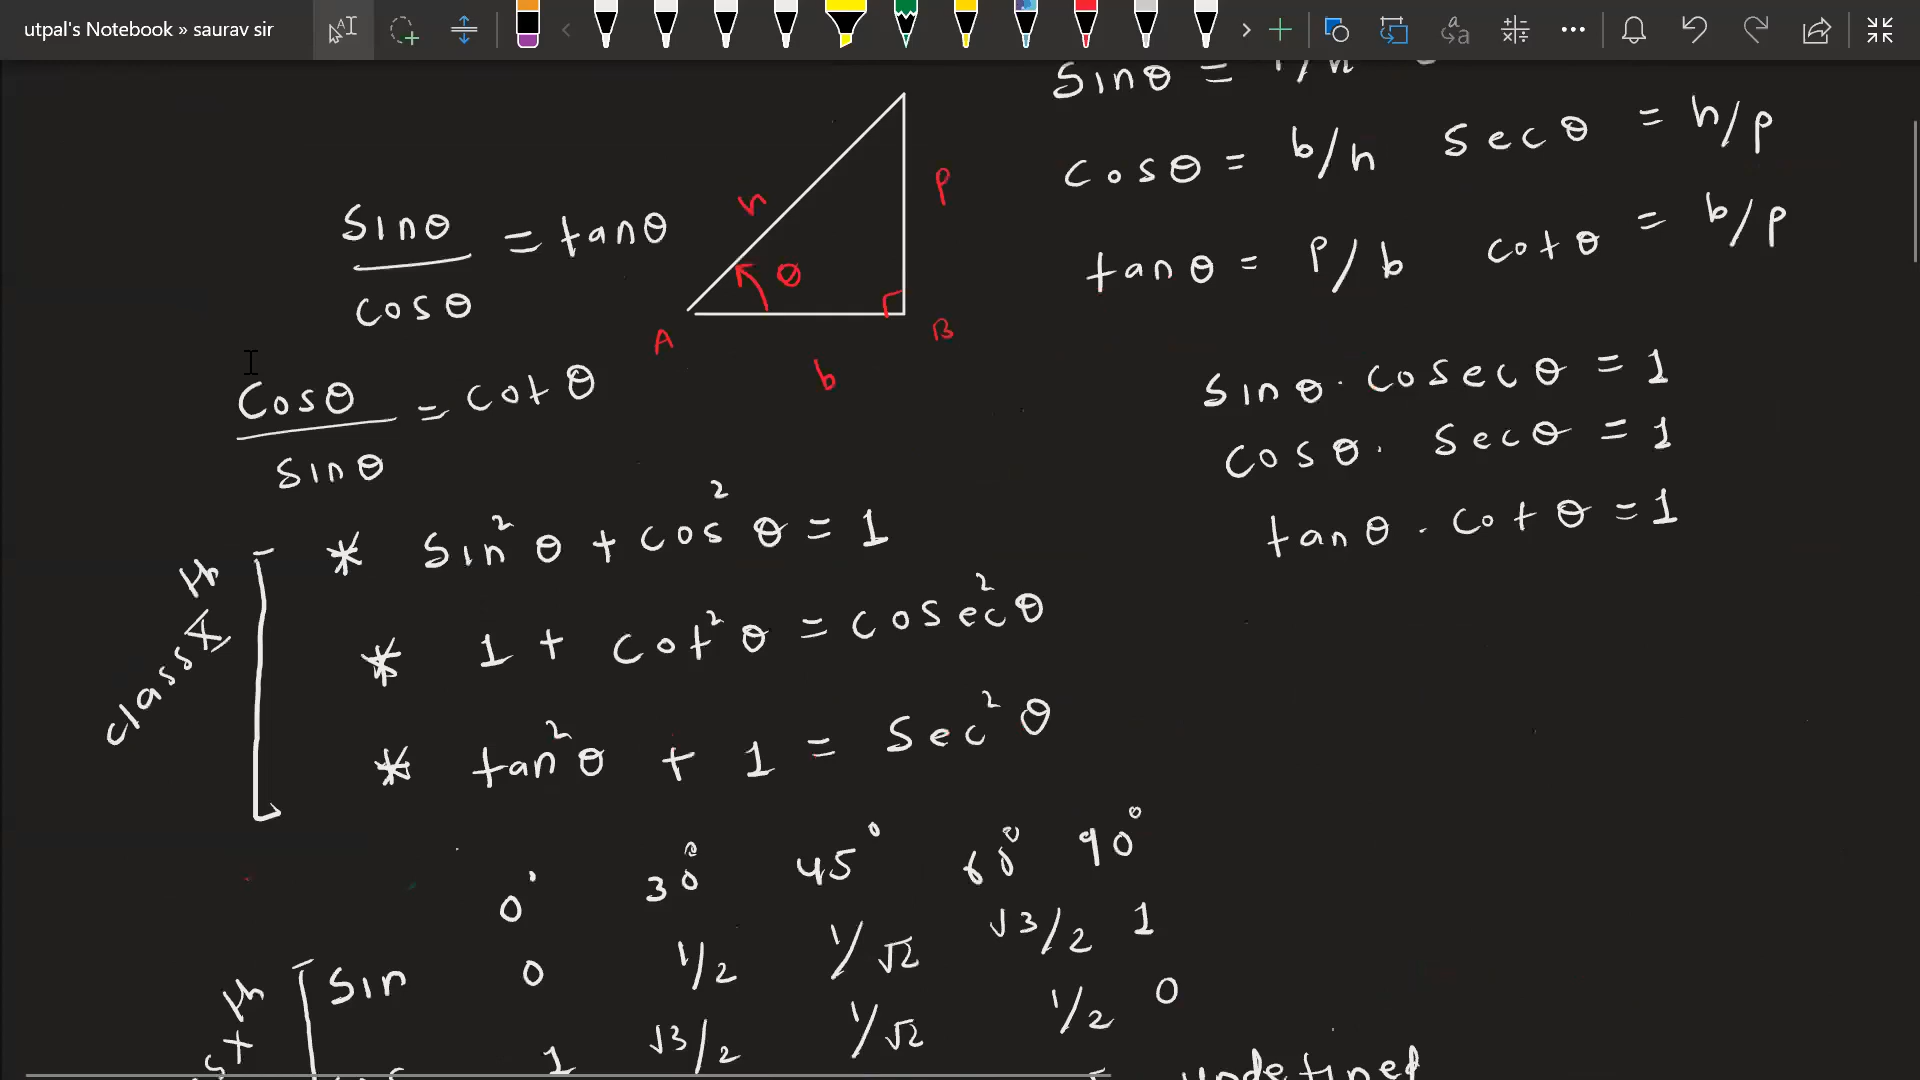 utpal's Notebook » saurav sir
sinθ =
cosθ = b/h secθ = h/p
tanθ = P/b cotθ = b/p
h
P
θ
A
B
b
sinθ
cosθ
= tanθ
cosθ
sinθ
= cotθ
sinθ. cosecθ = 1
cosθ. secθ = 1
tanθ. cotθ = 1
class X th
* sin²θ + cos²θ = 1
* 1 + cot²θ = cosec²θ
* tan²θ + 1 = sec²θ
0° 30° 45° 60° 90°
sin 0 1/2 1/√2 √3/2 1
1 √3/2 1/√2 1/2 0
undefined